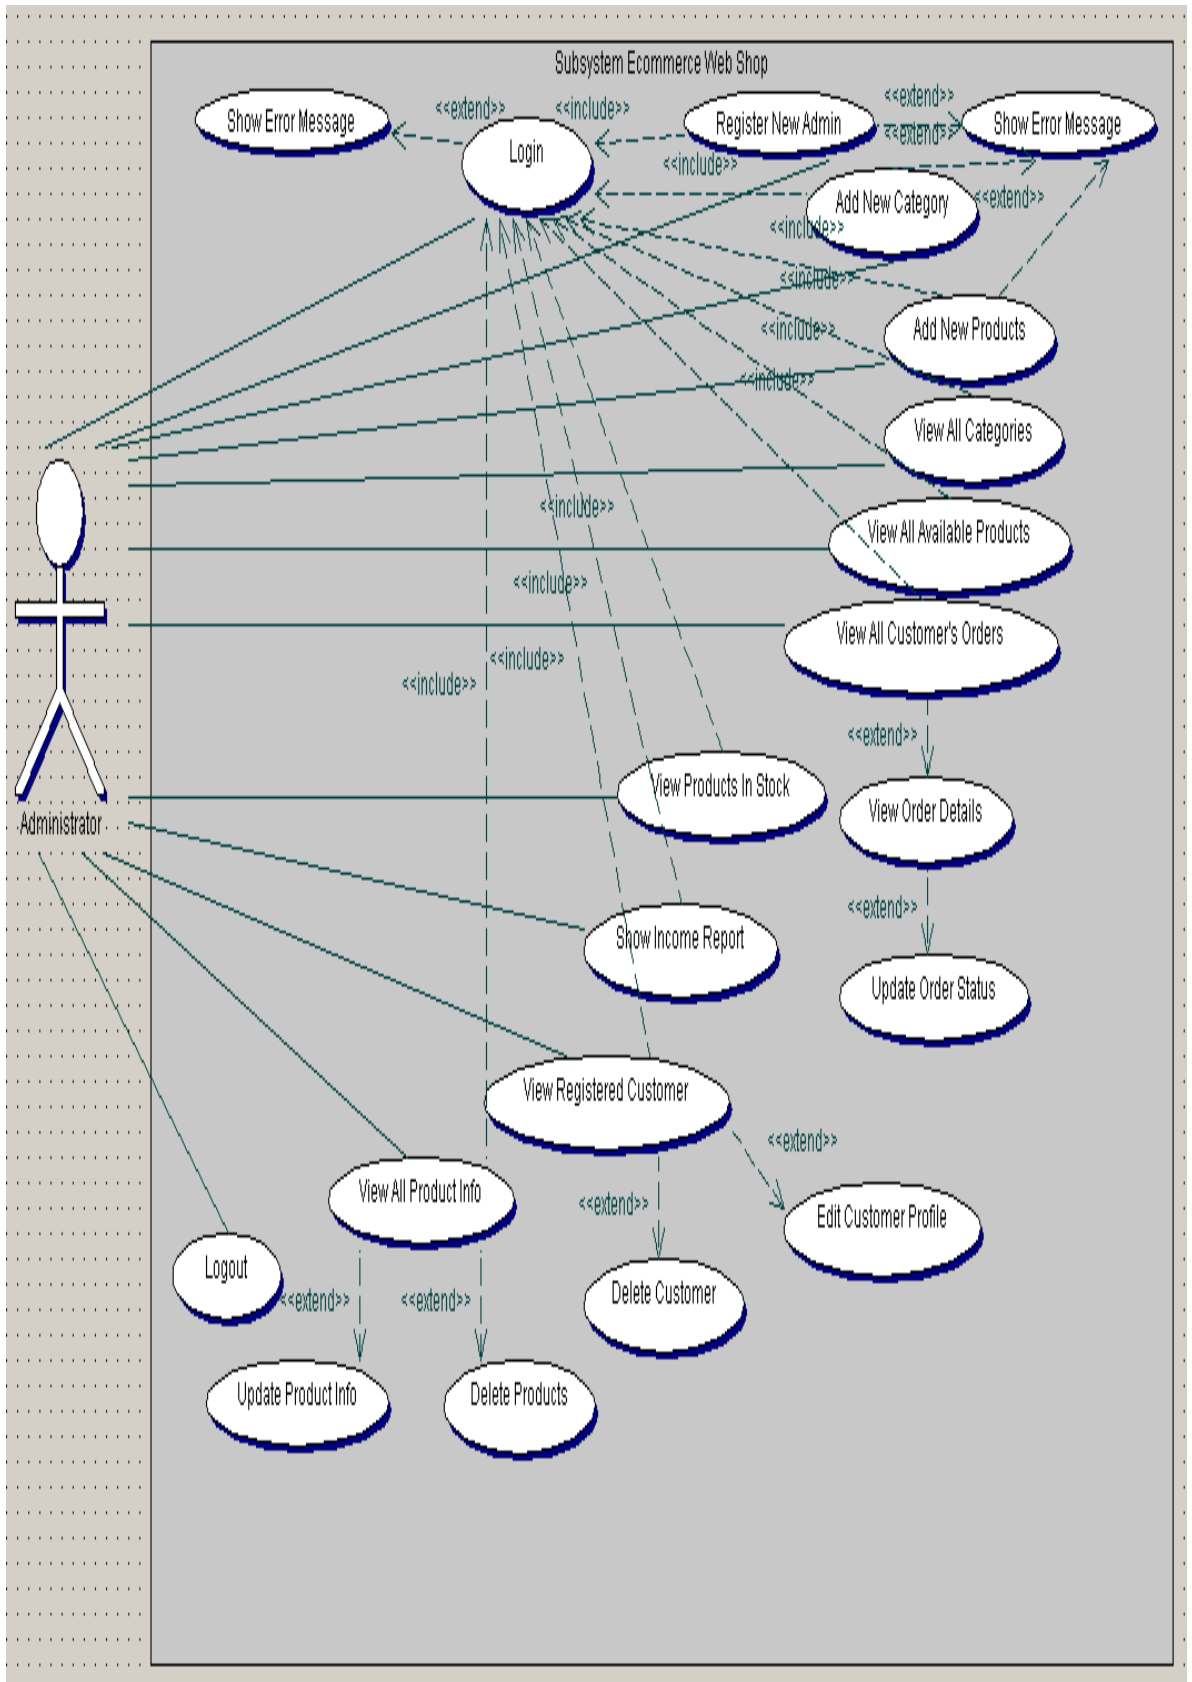 Subsystem Ecommerce Web Shop
<<extend>>
<<include>>
<<extend>>
Show Error Message
Login
Register New Admin
Show Error Message
<<extend>>
<<include>>
Add New Category
<<extend>>
<<include>>
<<include>>
Add New Products
<<include>>
<<include>>
View All Categories
<<include>>
View All Available Products
<<include>>
View All Customer's Orders
<<include>>
<<include>>
<<extend>>
View Products In Stock
View Order Details
Administrator
<<extend>>
Show Income Report
Update Order Status
View Registered Customer
<<extend>>
View All Product Info
<<extend>>
Edit Customer Profile
Logout
Delete Customer
<<extend>>
<<extend>>
Update Product Info
Delete Products